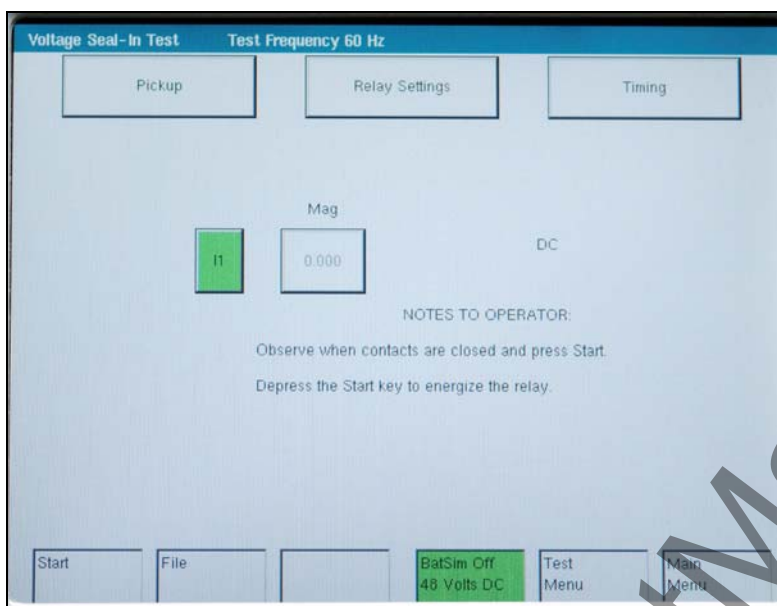 Voltage Seal-In Test Test Frequency 60 Hz
Pickup Relay Settings Timing
Mag
I1 0.000 DC
NOTES TO OPERATOR:
Observe when contacts are closed and press Start.
Depress the Start key to energize the relay.
Start File BatSim Off Test Main
48 Volts DC Menu Menu